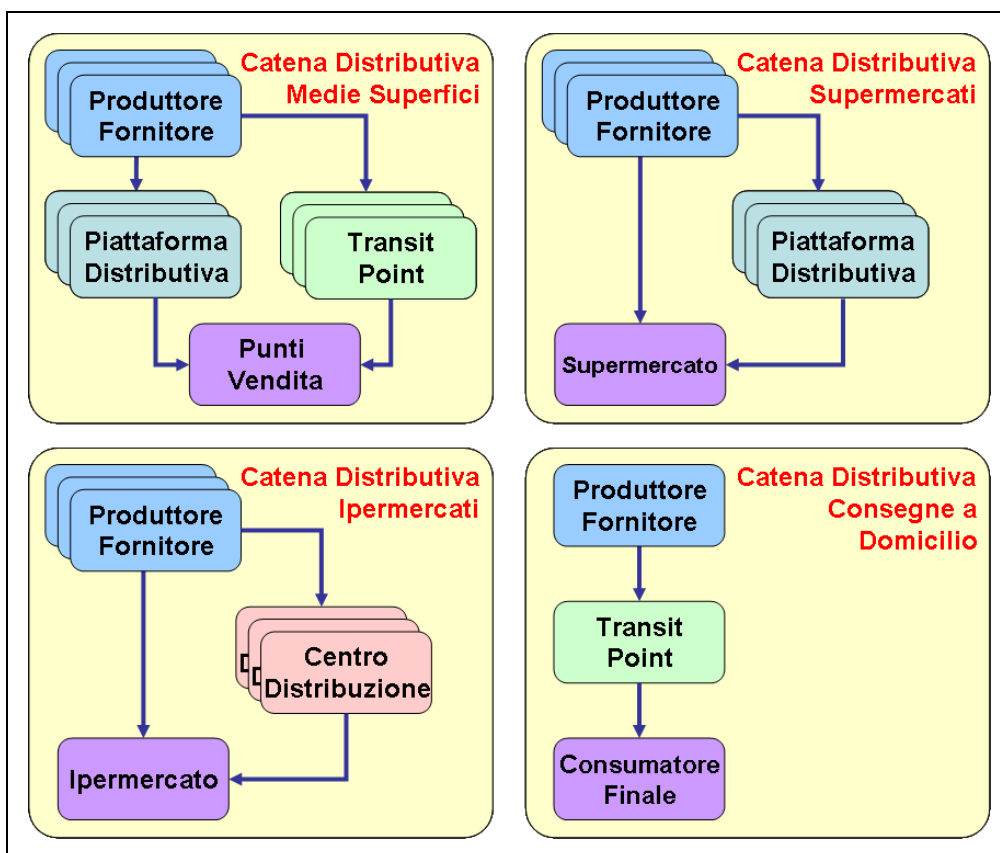 Catena Distributiva
Medie Superfici
Produttore
Fornitore
Piattaforma
Distributiva
Transit
Point
Punti
Vendita
Catena Distributiva
Supermercati
Produttore
Fornitore
Piattaforma
Distributiva
Supermercato
Catena Distributiva
Ipermercati
Produttore
Fornitore
Centro
Distribuzione
Ipermercato
Catena Distributiva
Consegne a
Domicilio
Produttore
Fornitore
Transit
Point
Consumatore
Finale